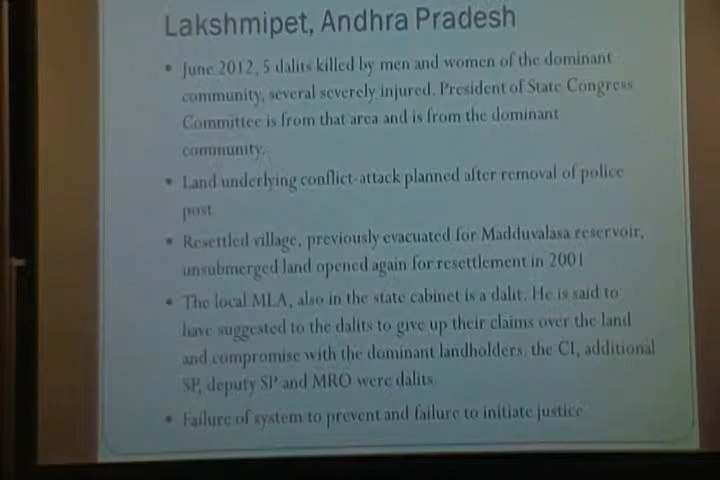 Lakshmipet, Andhra Pradesh
• June 2012, 5 dalits killed by men and women of the dominant
community, several severely injured. President of State Congress
Committee is from that area and is from the dominant
community.
• Land underlying conflict-attack planned after removal of police
post
• Resettled village, previously evacuated for Madduvalasa reservoir,
unsubmerged land opened again for resettlement in 2001
• The local MLA, also in the state cabinet is a dalit. He is said to
have suggested to the dalits to give up their claims over the land
and compromise with the dominant landholders. the CI, additional
SP, deputy SP and MRO were dalits.
• Failure of system to prevent and failure to initiate justice